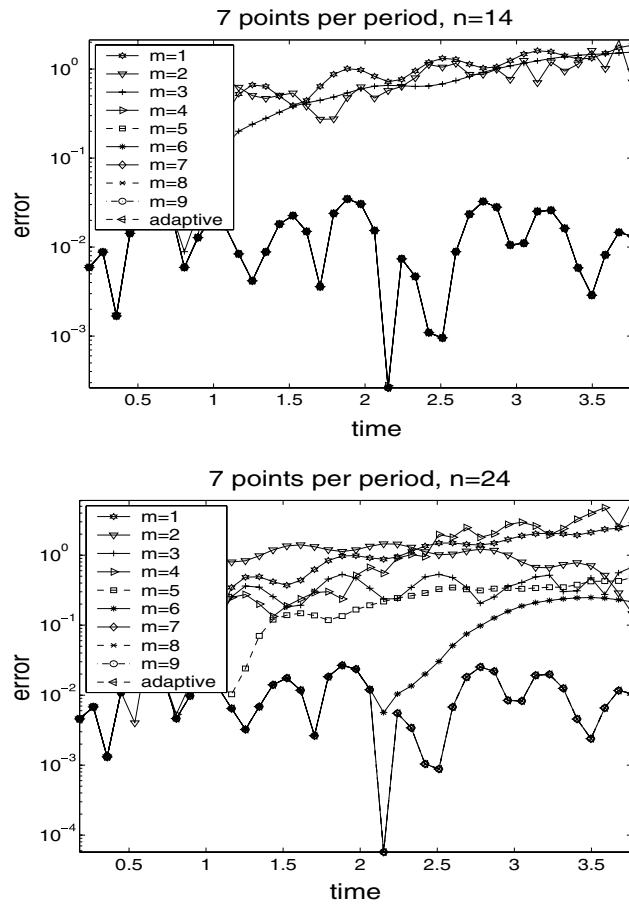 7 points per period, n=14
10^0
10^-1
10^-2
10^-3
error
m=1
m=2
m=3
m=4
m=5
m=6
m=7
m=8
m=9
adaptive
0.5 1 1.5 2 2.5 3 3.5
time
7 points per period, n=24
10^0
10^-1
10^-2
10^-3
10^-4
error
m=1
m=2
m=3
m=4
m=5
m=6
m=7
m=8
m=9
adaptive
0.5 1 1.5 2 2.5 3 3.5
time